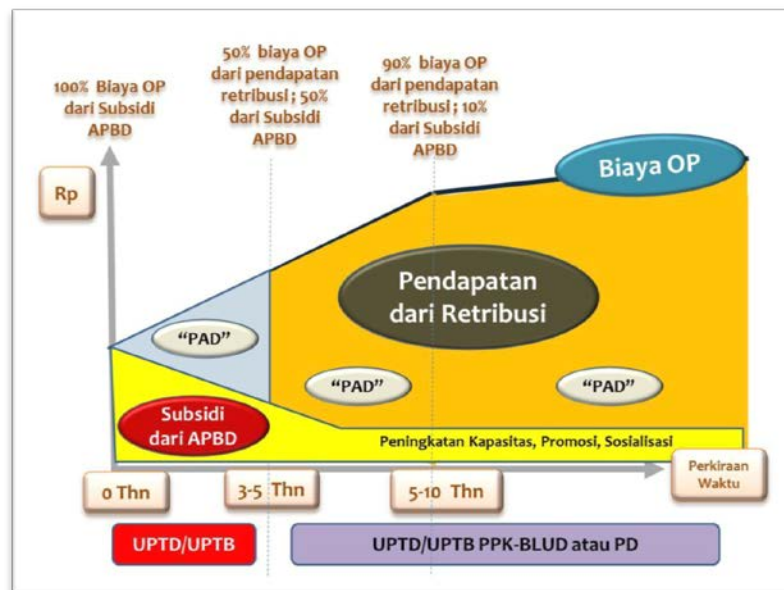 100% Biaya OP
dari Subsidi
APBD
50% biaya OP
dari pendapatan
retribusi; 50%
dari Subsidi
APBD
90% biaya OP
dari pendapatan
retribusi; 10%
dari Subsidi
APBD
Rp
Biaya OP
Pendapatan
dari Retribusi
“PAD”
“PAD”
“PAD”
Subsidi
dari APBD
Peningkatan Kapasitas, Promosi, Sosialisasi
0 Thn
3-5 Thn
5-10 Thn
Perkiraan
Waktu
UPTD/UPTB
UPTD/UPTB PPK-BLUD atau PD